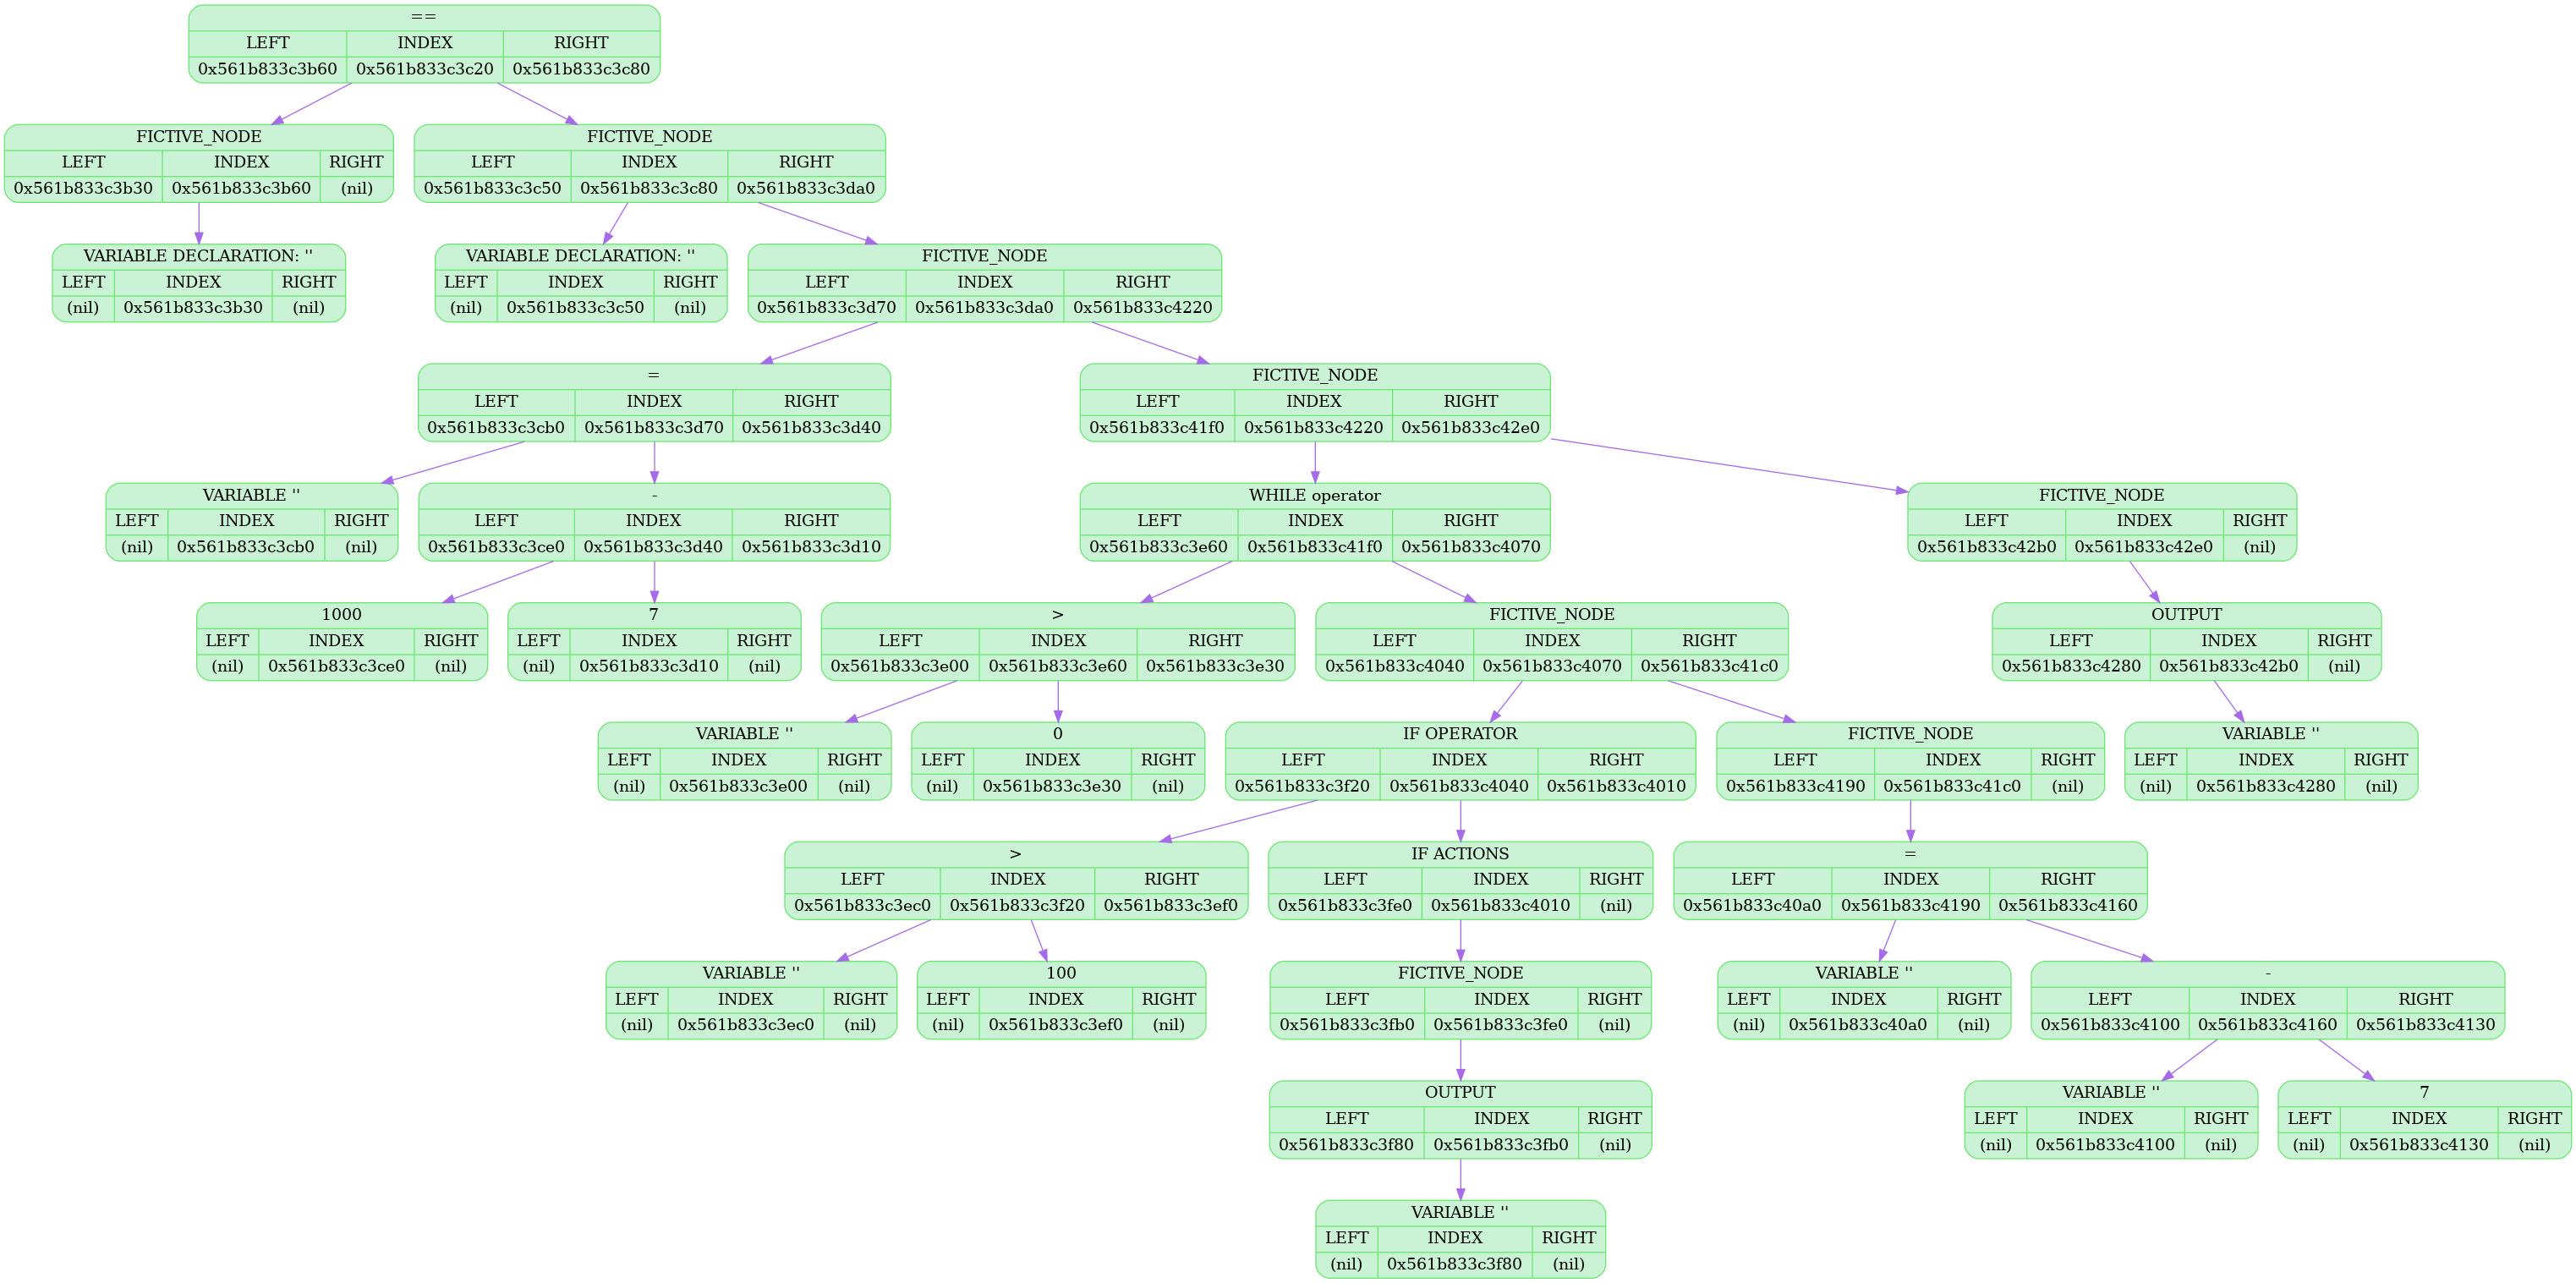 ==
LEFT INDEX RIGHT
0x561b833c3b60 0x561b833c3c20 0x561b833c3c80
FICTIVE_NODE
LEFT INDEX RIGHT
0x561b833c3b30 0x561b833c3b60 (nil)
FICTIVE_NODE
LEFT INDEX RIGHT
0x561b833c3c50 0x561b833c3c80 0x561b833c3da0
VARIABLE DECLARATION: ''
LEFT INDEX RIGHT
(nil) 0x561b833c3b30 (nil)
VARIABLE DECLARATION: ''
LEFT INDEX RIGHT
(nil) 0x561b833c3c50 (nil)
FICTIVE_NODE
LEFT INDEX RIGHT
0x561b833c3d70 0x561b833c3da0 0x561b833c4220
=
LEFT INDEX RIGHT
0x561b833c3cb0 0x561b833c3d70 0x561b833c3d40
FICTIVE_NODE
LEFT INDEX RIGHT
0x561b833c41f0 0x561b833c4220 0x561b833c42e0
VARIABLE ''
LEFT INDEX RIGHT
(nil) 0x561b833c3cb0 (nil)
-
LEFT INDEX RIGHT
0x561b833c3ce0 0x561b833c3d40 0x561b833c3d10
WHILE operator
LEFT INDEX RIGHT
0x561b833c3e60 0x561b833c41f0 0x561b833c4070
FICTIVE_NODE
LEFT INDEX RIGHT
0x561b833c42b0 0x561b833c42e0 (nil)
1000
LEFT INDEX RIGHT
(nil) 0x561b833c3ce0 (nil)
7
LEFT INDEX RIGHT
(nil) 0x561b833c3d10 (nil)
>
LEFT INDEX RIGHT
0x561b833c3e00 0x561b833c3e60 0x561b833c3e30
FICTIVE_NODE
LEFT INDEX RIGHT
0x561b833c4040 0x561b833c4070 0x561b833c41c0
OUTPUT
LEFT INDEX RIGHT
0x561b833c4280 0x561b833c42b0 (nil)
VARIABLE ''
LEFT INDEX RIGHT
(nil) 0x561b833c3e00 (nil)
0
LEFT INDEX RIGHT
(nil) 0x561b833c3e30 (nil)
IF OPERATOR
LEFT INDEX RIGHT
0x561b833c3f20 0x561b833c4040 0x561b833c4010
FICTIVE_NODE
LEFT INDEX RIGHT
0x561b833c4190 0x561b833c41c0 (nil)
VARIABLE ''
LEFT INDEX RIGHT
(nil) 0x561b833c4280 (nil)
>
LEFT INDEX RIGHT
0x561b833c3ec0 0x561b833c3f20 0x561b833c3ef0
IF ACTIONS
LEFT INDEX RIGHT
0x561b833c3fe0 0x561b833c4010 (nil)
=
LEFT INDEX RIGHT
0x561b833c40a0 0x561b833c4190 0x561b833c4160
VARIABLE ''
LEFT INDEX RIGHT
(nil) 0x561b833c3ec0 (nil)
100
LEFT INDEX RIGHT
(nil) 0x561b833c3ef0 (nil)
FICTIVE_NODE
LEFT INDEX RIGHT
0x561b833c3fb0 0x561b833c3fe0 (nil)
VARIABLE ''
LEFT INDEX RIGHT
(nil) 0x561b833c40a0 (nil)
-
LEFT INDEX RIGHT
0x561b833c4100 0x561b833c4160 0x561b833c4130
OUTPUT
LEFT INDEX RIGHT
0x561b833c3f80 0x561b833c3fb0 (nil)
VARIABLE ''
LEFT INDEX RIGHT
(nil) 0x561b833c4100 (nil)
7
LEFT INDEX RIGHT
(nil) 0x561b833c4130 (nil)
VARIABLE ''
LEFT INDEX RIGHT
(nil) 0x561b833c3f80 (nil)